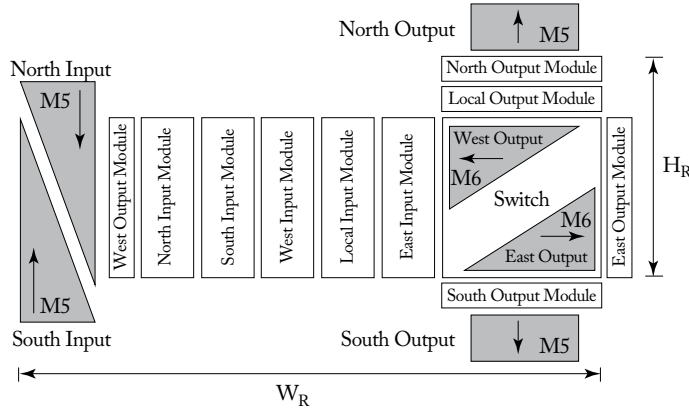 North Output
M5
North Output Module
Local Output Module
North Input
M5
West Output Module
North Input Module
South Input Module
West Input Module
Local Input Module
East Input Module
West Output
M6
Switch
M6
East Output
East Output Module
H_R
M5
South Input
South Output Module
South Output
M5
W_R